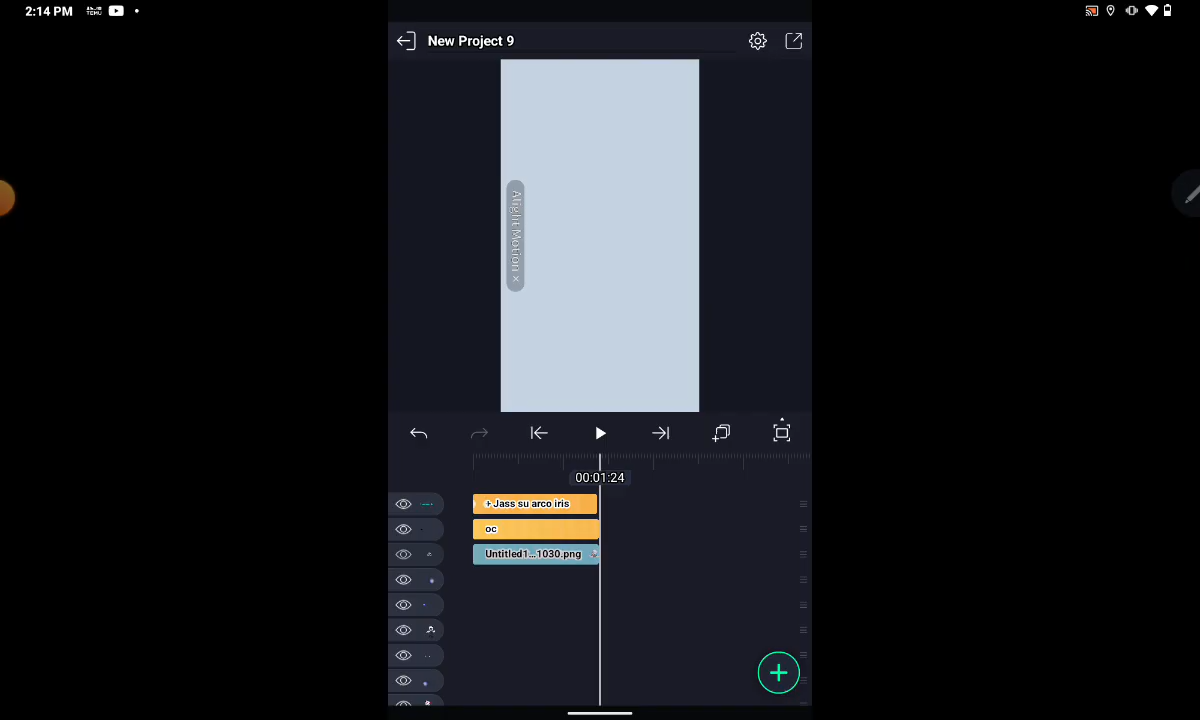 2:14 PM
New Project 9
Alight Motion ×
00:01:24
+ Jass su arco iris
oc
Untitled1...1030.png